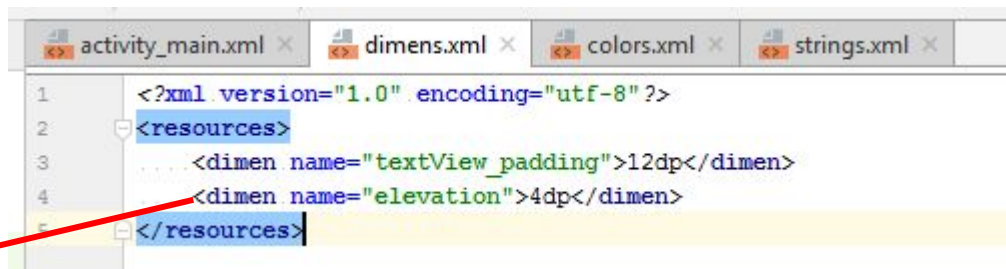 activity_main.xml dimens.xml colors.xml strings.xml
1 <?xml version="1.0" encoding="utf-8"?>
2 <resources>
3 <dimen name="textView_padding">12dp</dimen>
4 <dimen name="elevation">4dp</dimen>
5 </resources>